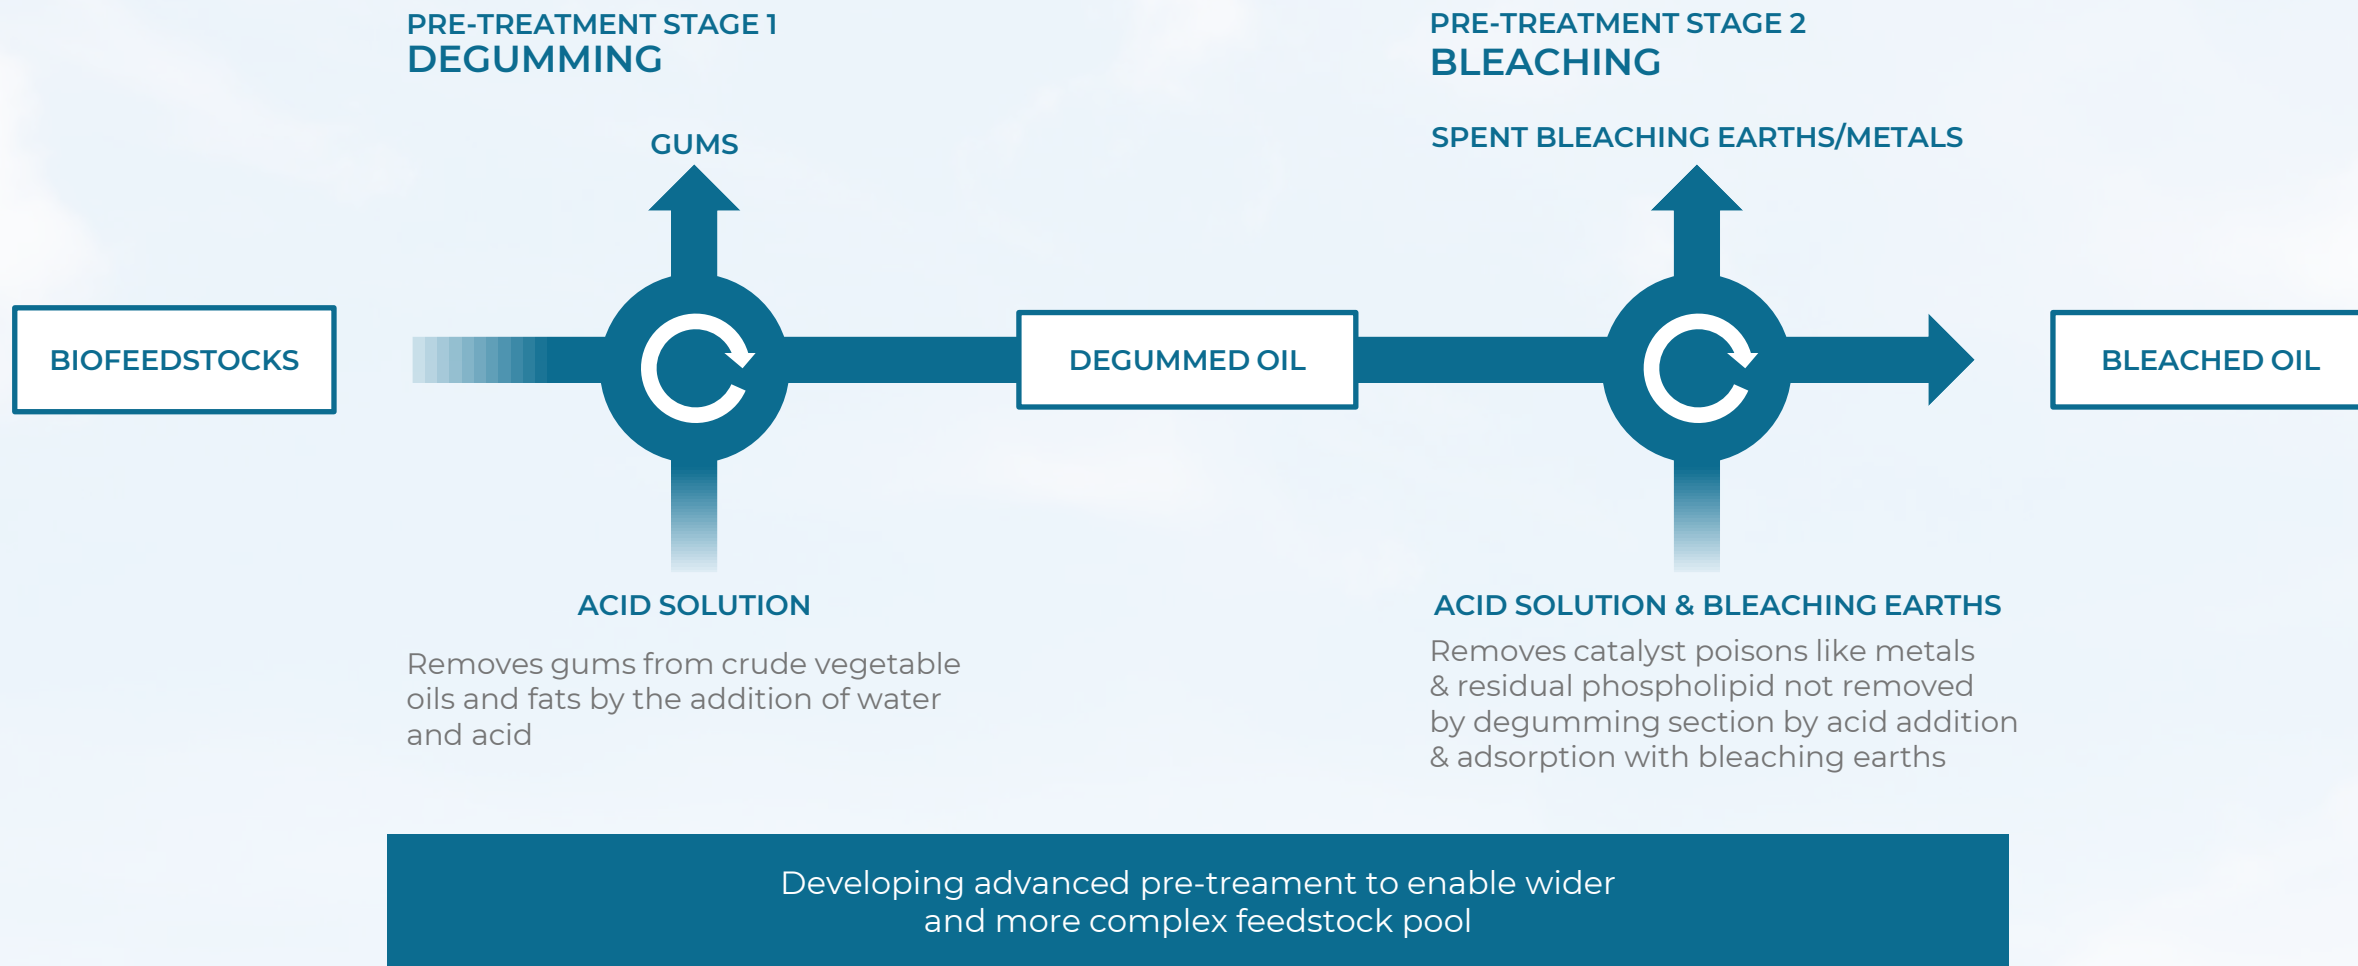 PRE-TREATMENT STAGE 1
DEGUMMING
GUMS
BIOFEEDSTOCKS
ACID SOLUTION
Removes gums from crude vegetable
oils and fats by the addition of water
and acid
DEGUMMED OIL
PRE-TREATMENT STAGE 2
BLEACHING
SPENT BLEACHING EARTHS/METALS
ACID SOLUTION & BLEACHING EARTHS
Removes catalyst poisons like metals
& residual phospholipid not removed
by degumming section by acid addition
& adsorption with bleaching earths
BLEACHED OIL
Developing advanced pre-treament to enable wider
and more complex feedstock pool